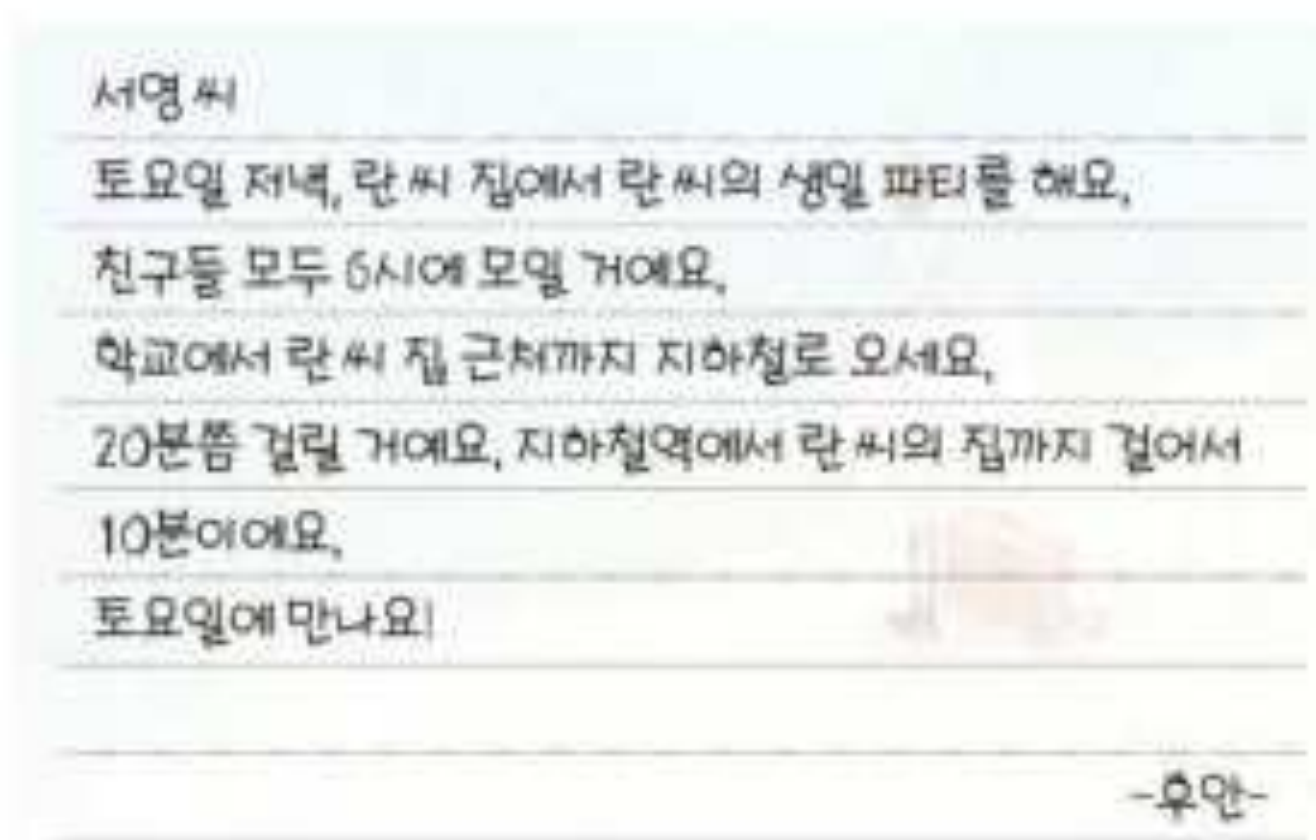 서명 씨
토요일 저녁, 란 씨 집에서 란 씨의 생일 파티를 해요.
친구들 모두 6시에 모일 거예요.
학교에서 란 씨 집 근처까지 지하철로 오세요.
20분쯤 걸릴 거예요. 지하철역에서 란 씨의 집까지 걸어서
10분이에요.
토요일에 만나요!
-후안-